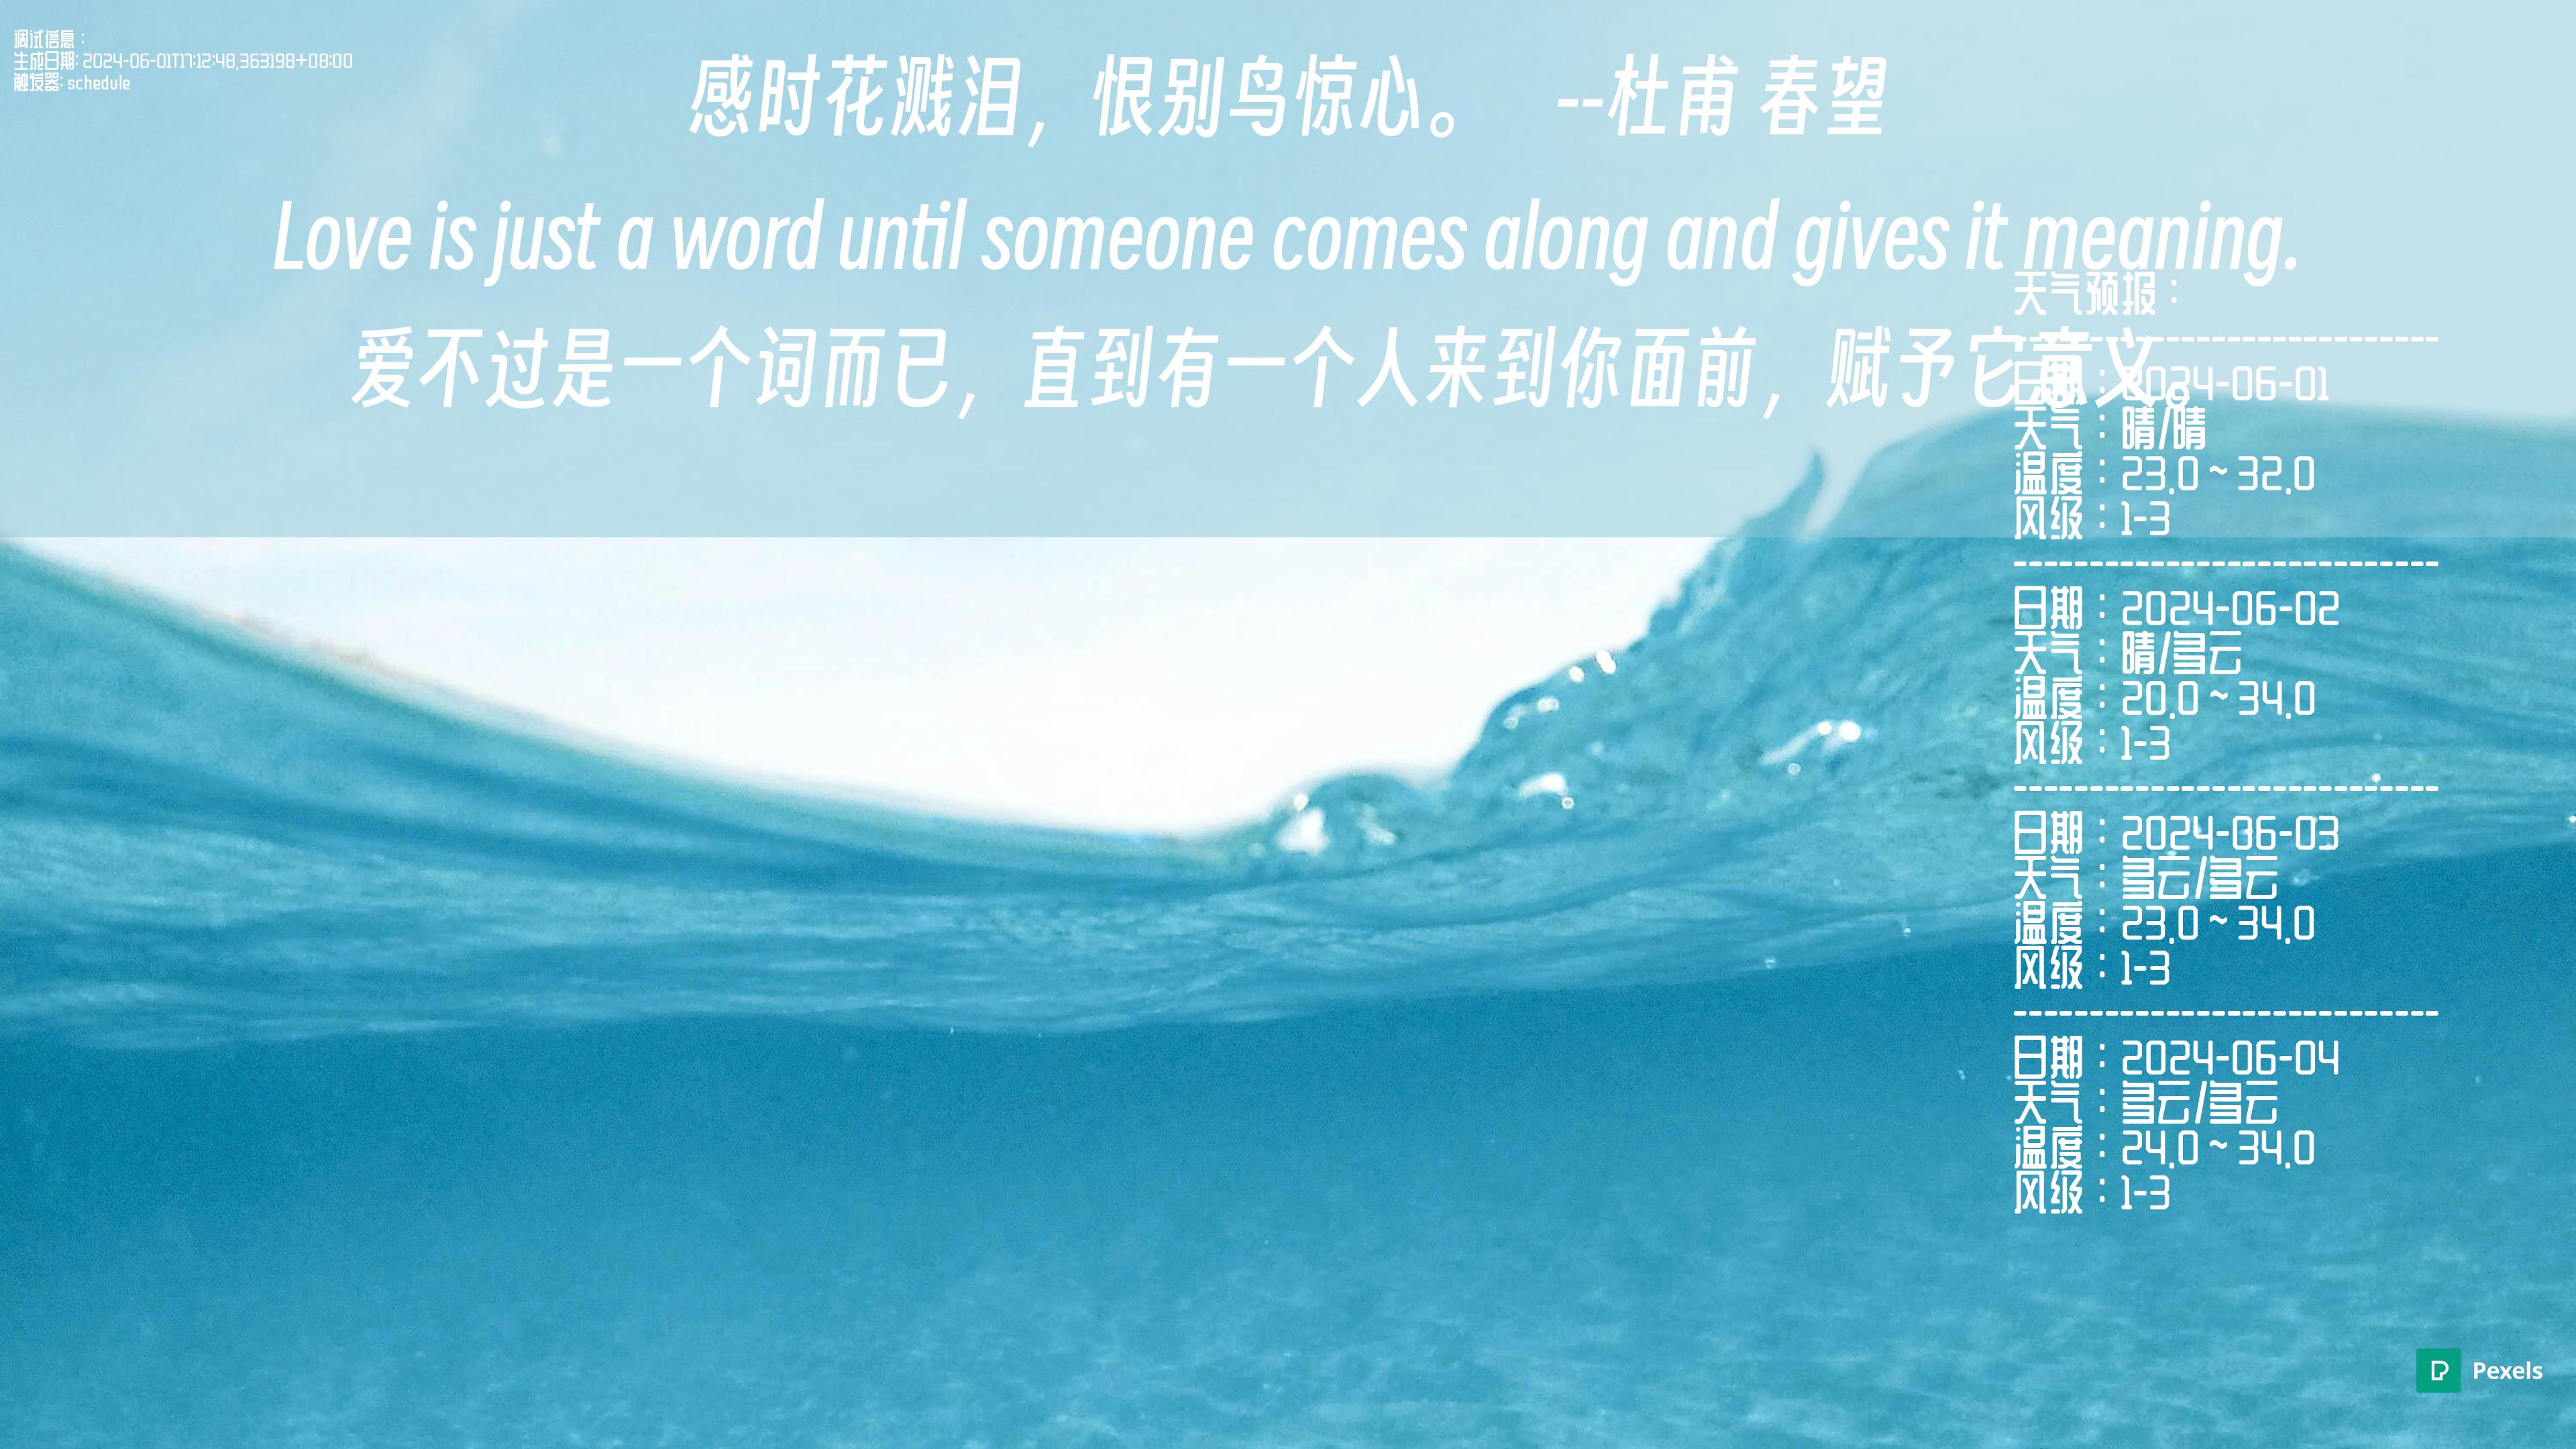 调试信息：
生成日期: 2024-06-01T17:12:48.363198+08:00
触发器: schedule
感时花溅泪，恨别鸟惊心。 --杜甫 春望
Love is just a word until someone comes along and gives it meaning.
爱不过是一个词而已，直到有一个人来到你面前，赋予它意义。
天气预报：
----------------------------
日期：2024-06-01
天气：晴/晴
温度：23.0 ~ 32.0
风级：1-3
----------------------------
日期：2024-06-02
天气：晴/多云
温度：20.0 ~ 34.0
风级：1-3
----------------------------
日期：2024-06-03
天气：多云/多云
温度：23.0 ~ 34.0
风级：1-3
----------------------------
日期：2024-06-04
天气：多云/多云
温度：24.0 ~ 34.0
风级：1-3
Pexels